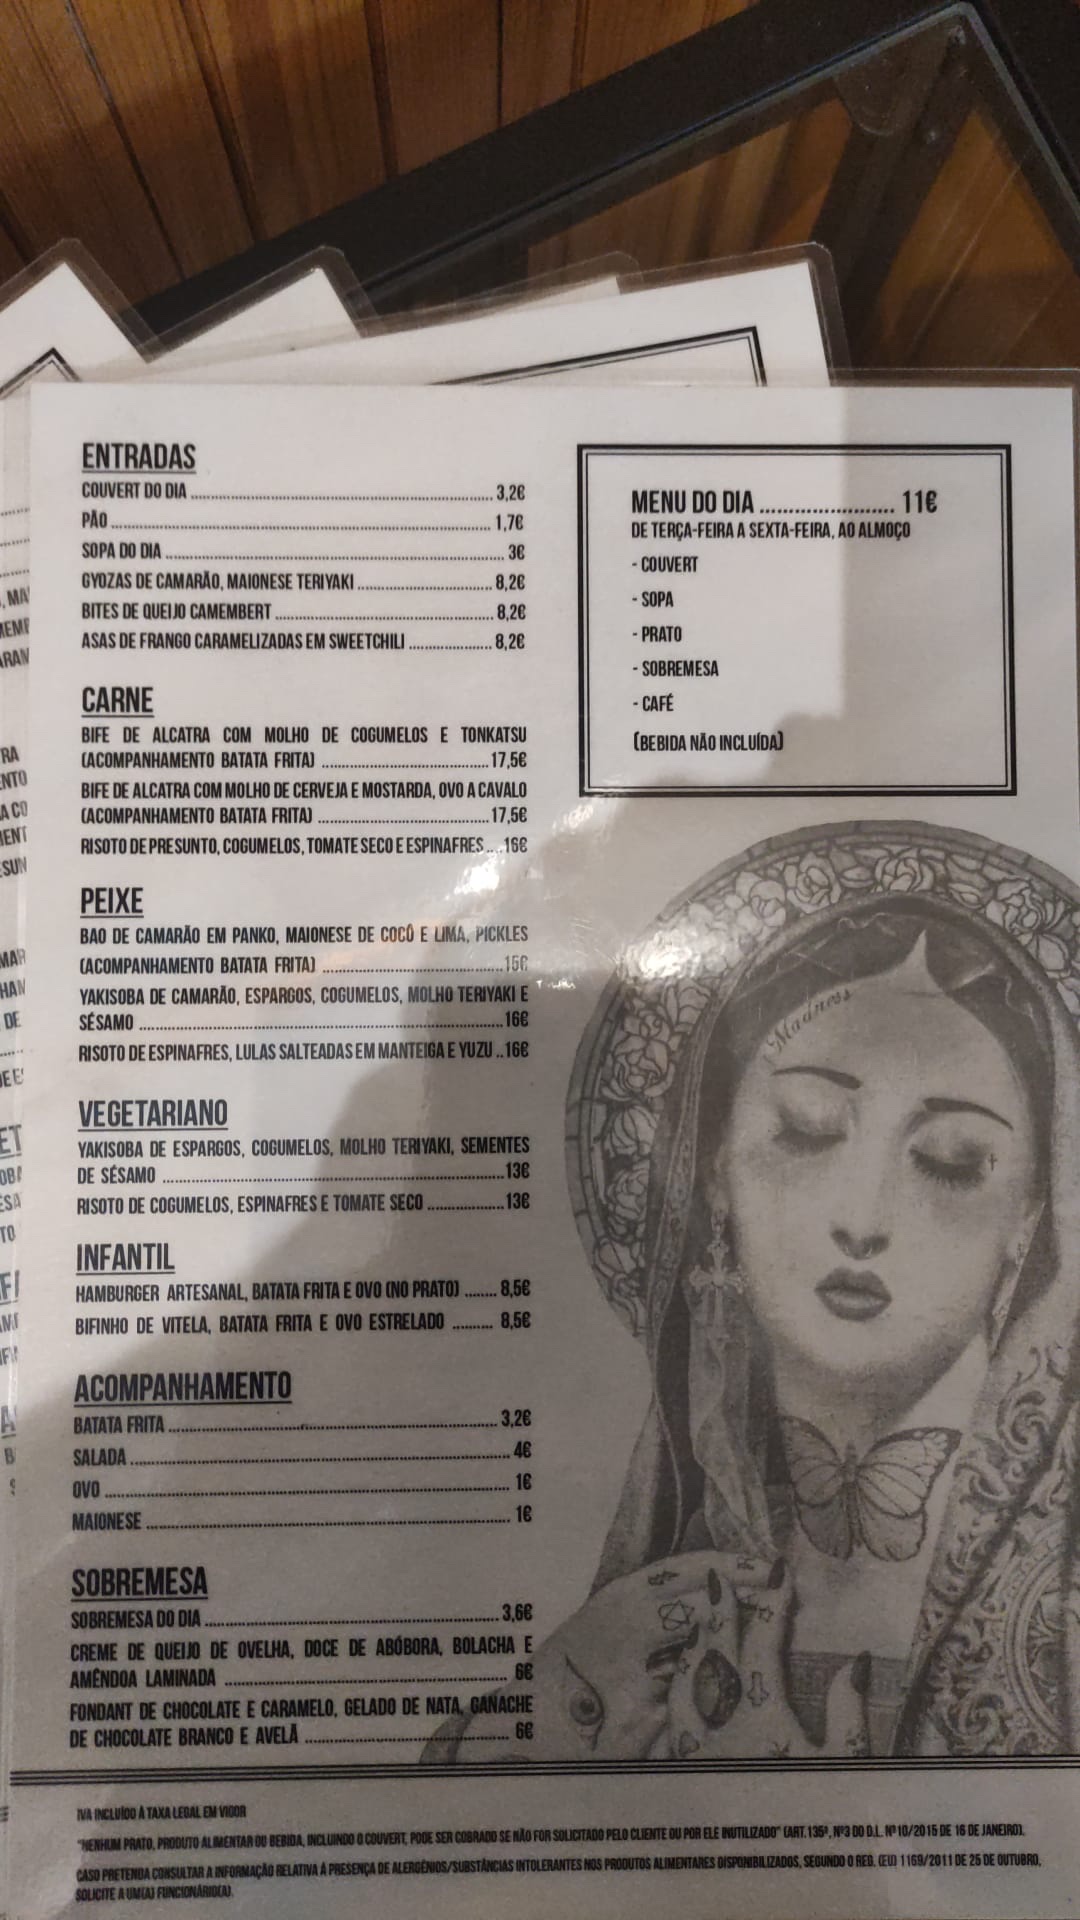 ENTRADAS
COUVERT DO DIA ........ 3,2€
PÃO ........ 1,7€
SOPA DO DIA ........ 3€
GYOZAS DE CAMARÃO, MAIONESE TERIYAKI ........ 8,2€
BITES DE QUEIJO CAMEMBERT ........ 8,2€
ASAS DE FRANGO CARAMELIZADAS EM SWEETCHILI ........ 8,2€
CARNE
BIFE DE ALCATRA COM MOLHO DE COGUMELOS E TONKATSU
(ACOMPANHAMENTO BATATA FRITA) ........ 17,5€
BIFE DE ALCATRA COM MOLHO DE CERVEJA E MOSTARDA, OVO A CAVALO
(ACOMPANHAMENTO BATATA FRITA) ........ 17,5€
RISOTO DE PRESUNTO, COGUMELOS, TOMATE SECO E ESPINAFRES .... 16€
PEIXE
BAO DE CAMARÃO EM PANKO, MAIONESE DE COCÔ E LIMA, PICKLES
(ACOMPANHAMENTO BATATA FRITA) ........ 15€
YAKISOBA DE CAMARÃO, ESPARGOS, COGUMELOS, MOLHO TERIYAKI E
SÉSAMO ........ 16€
RISOTO DE ESPINAFRES, LULAS SALTEADAS EM MANTEIGA E YUZU .. 16€
VEGETARIANO
YAKISOBA DE ESPARGOS, COGUMELOS, MOLHO TERIYAKI, SEMENTES
DE SÉSAMO ........ 13€
RISOTO DE COGUMELOS, ESPINAFRES E TOMATE SECO ........ 13€
INFANTIL
HAMBURGER ARTESANAL, BATATA FRITA E OVO (NO PRATO) ........ 8,5€
BIFINHO DE VITELA, BATATA FRITA E OVO ESTRELADO ........ 8,5€
ACOMPANHAMENTO
BATATA FRITA ........ 3,2€
SALADA ........ 4€
OVO ........ 1€
MAIONESE ........ 1€
SOBREMESA
SOBREMESA DO DIA ........ 3,6€
CREME DE QUEIJO DE OVELHA, DOCE DE ABÓBORA, BOLACHA E
AMÊNDOA LAMINADA ........ 6€
FONDANT DE CHOCOLATE E CARAMELO, GELADO DE NATA, GANACHE
DE CHOCOLATE BRANCO E AVELÃ ........ 6€
MENU DO DIA ........ 11€
DE TERÇA-FEIRA A SEXTA-FEIRA, AO ALMOÇO
- COUVERT
- SOPA
- PRATO
- SOBREMESA
- CAFÉ
(BEBIDA NÃO INCLUÍDA)
Madness
IVA INCLUÍDO À TAXA LEGAL EM VIGOR
"NENHUM PRATO, PRODUTO ALIMENTAR OU BEBIDA, INCLUINDO O COUVERT, PODE SER COBRADO SE NÃO FOR SOLICITADO PELO CLIENTE OU POR ELE INUTILIZADO" (ART. 135º, Nº3 DO D.L. Nº 10/2015 DE 16 DE JANEIRO).
CASO PRETENDA CONSULTAR A INFORMAÇÃO RELATIVA À PRESENÇA DE ALERGÉNIOS/SUBSTÂNCIAS INTOLERANTES NOS PRODUTOS ALIMENTARES DISPONIBILIZADOS, SEGUNDO O REG. (EU) 1169/2011 DE 25 DE OUTUBRO,
SOLICITE A UM(A) FUNCIONÁRIO(A).